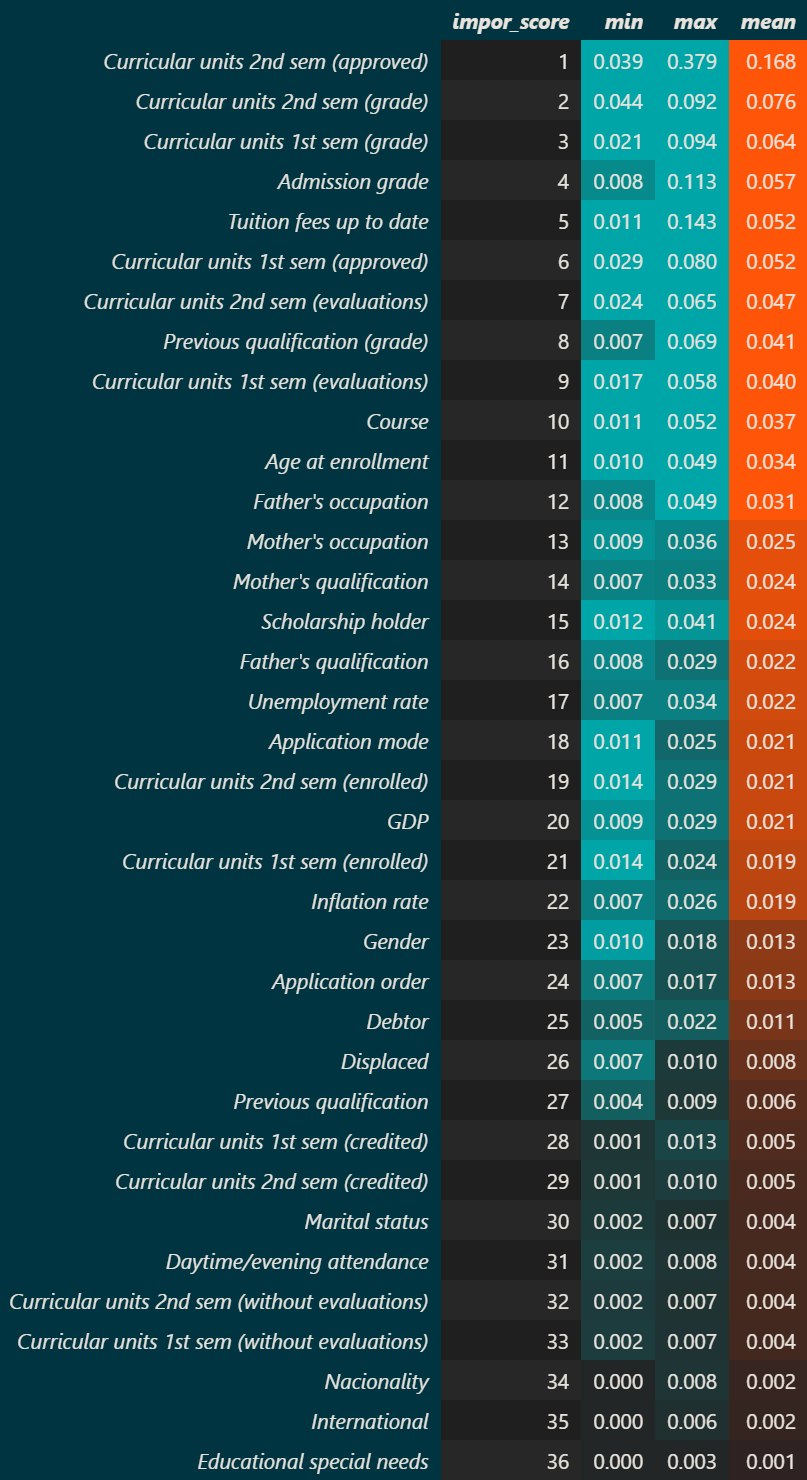 impor_score min max mean
Curricular units 2nd sem (approved) 1 0.039 0.379 0.168
Curricular units 2nd sem (grade) 2 0.044 0.092 0.076
Curricular units 1st sem (grade) 3 0.021 0.094 0.064
Admission grade 4 0.008 0.113 0.057
Tuition fees up to date 5 0.011 0.143 0.052
Curricular units 1st sem (approved) 6 0.029 0.080 0.052
Curricular units 2nd sem (evaluations) 7 0.024 0.065 0.047
Previous qualification (grade) 8 0.007 0.069 0.041
Curricular units 1st sem (evaluations) 9 0.017 0.058 0.040
Course 10 0.011 0.052 0.037
Age at enrollment 11 0.010 0.049 0.034
Father's occupation 12 0.008 0.049 0.031
Mother's occupation 13 0.009 0.036 0.025
Mother's qualification 14 0.007 0.033 0.024
Scholarship holder 15 0.012 0.041 0.024
Father's qualification 16 0.008 0.029 0.022
Unemployment rate 17 0.007 0.034 0.022
Application mode 18 0.011 0.025 0.021
Curricular units 2nd sem (enrolled) 19 0.014 0.029 0.021
GDP 20 0.009 0.029 0.021
Curricular units 1st sem (enrolled) 21 0.014 0.024 0.019
Inflation rate 22 0.007 0.026 0.019
Gender 23 0.010 0.018 0.013
Application order 24 0.007 0.017 0.013
Debtor 25 0.005 0.022 0.011
Displaced 26 0.007 0.010 0.008
Previous qualification 27 0.004 0.009 0.006
Curricular units 1st sem (credited) 28 0.001 0.013 0.005
Curricular units 2nd sem (credited) 29 0.001 0.010 0.005
Marital status 30 0.002 0.007 0.004
Daytime/evening attendance 31 0.002 0.008 0.004
Curricular units 2nd sem (without evaluations) 32 0.002 0.007 0.004
Curricular units 1st sem (without evaluations) 33 0.002 0.007 0.004
Nacionality 34 0.000 0.008 0.002
International 35 0.000 0.006 0.002
Educational special needs 36 0.000 0.003 0.001